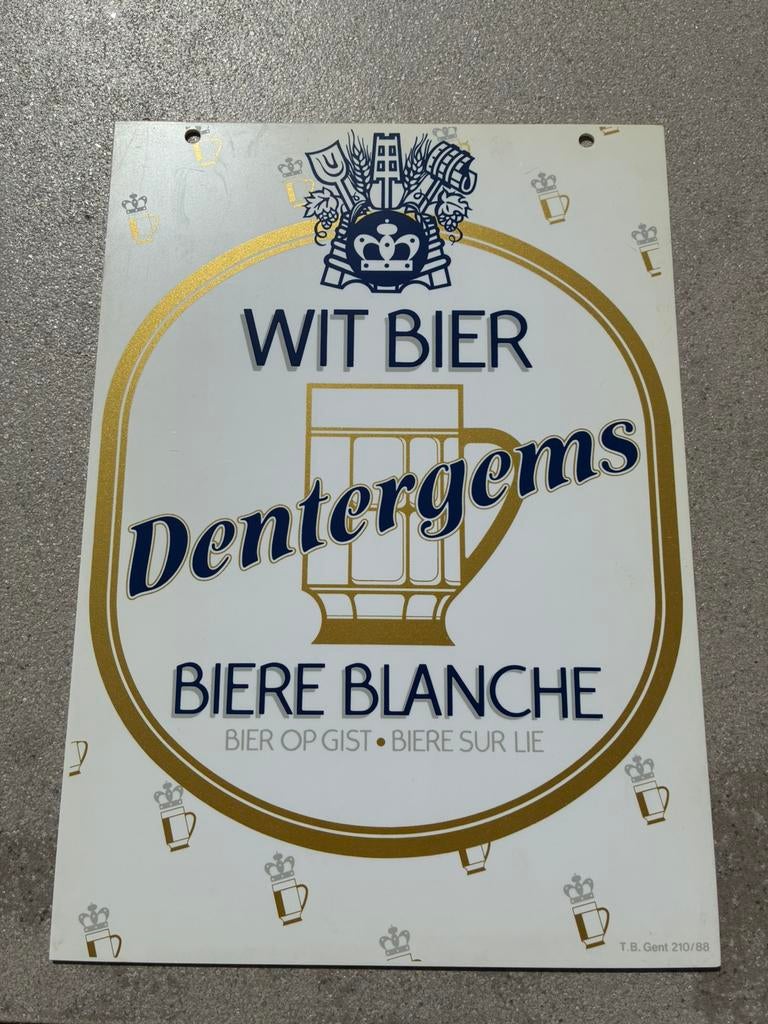 WIT BIER
Dentergems
BIERE BLANCHE
BIER OP GIST • BIERE SUR LIE
T.B. Gent 210/88